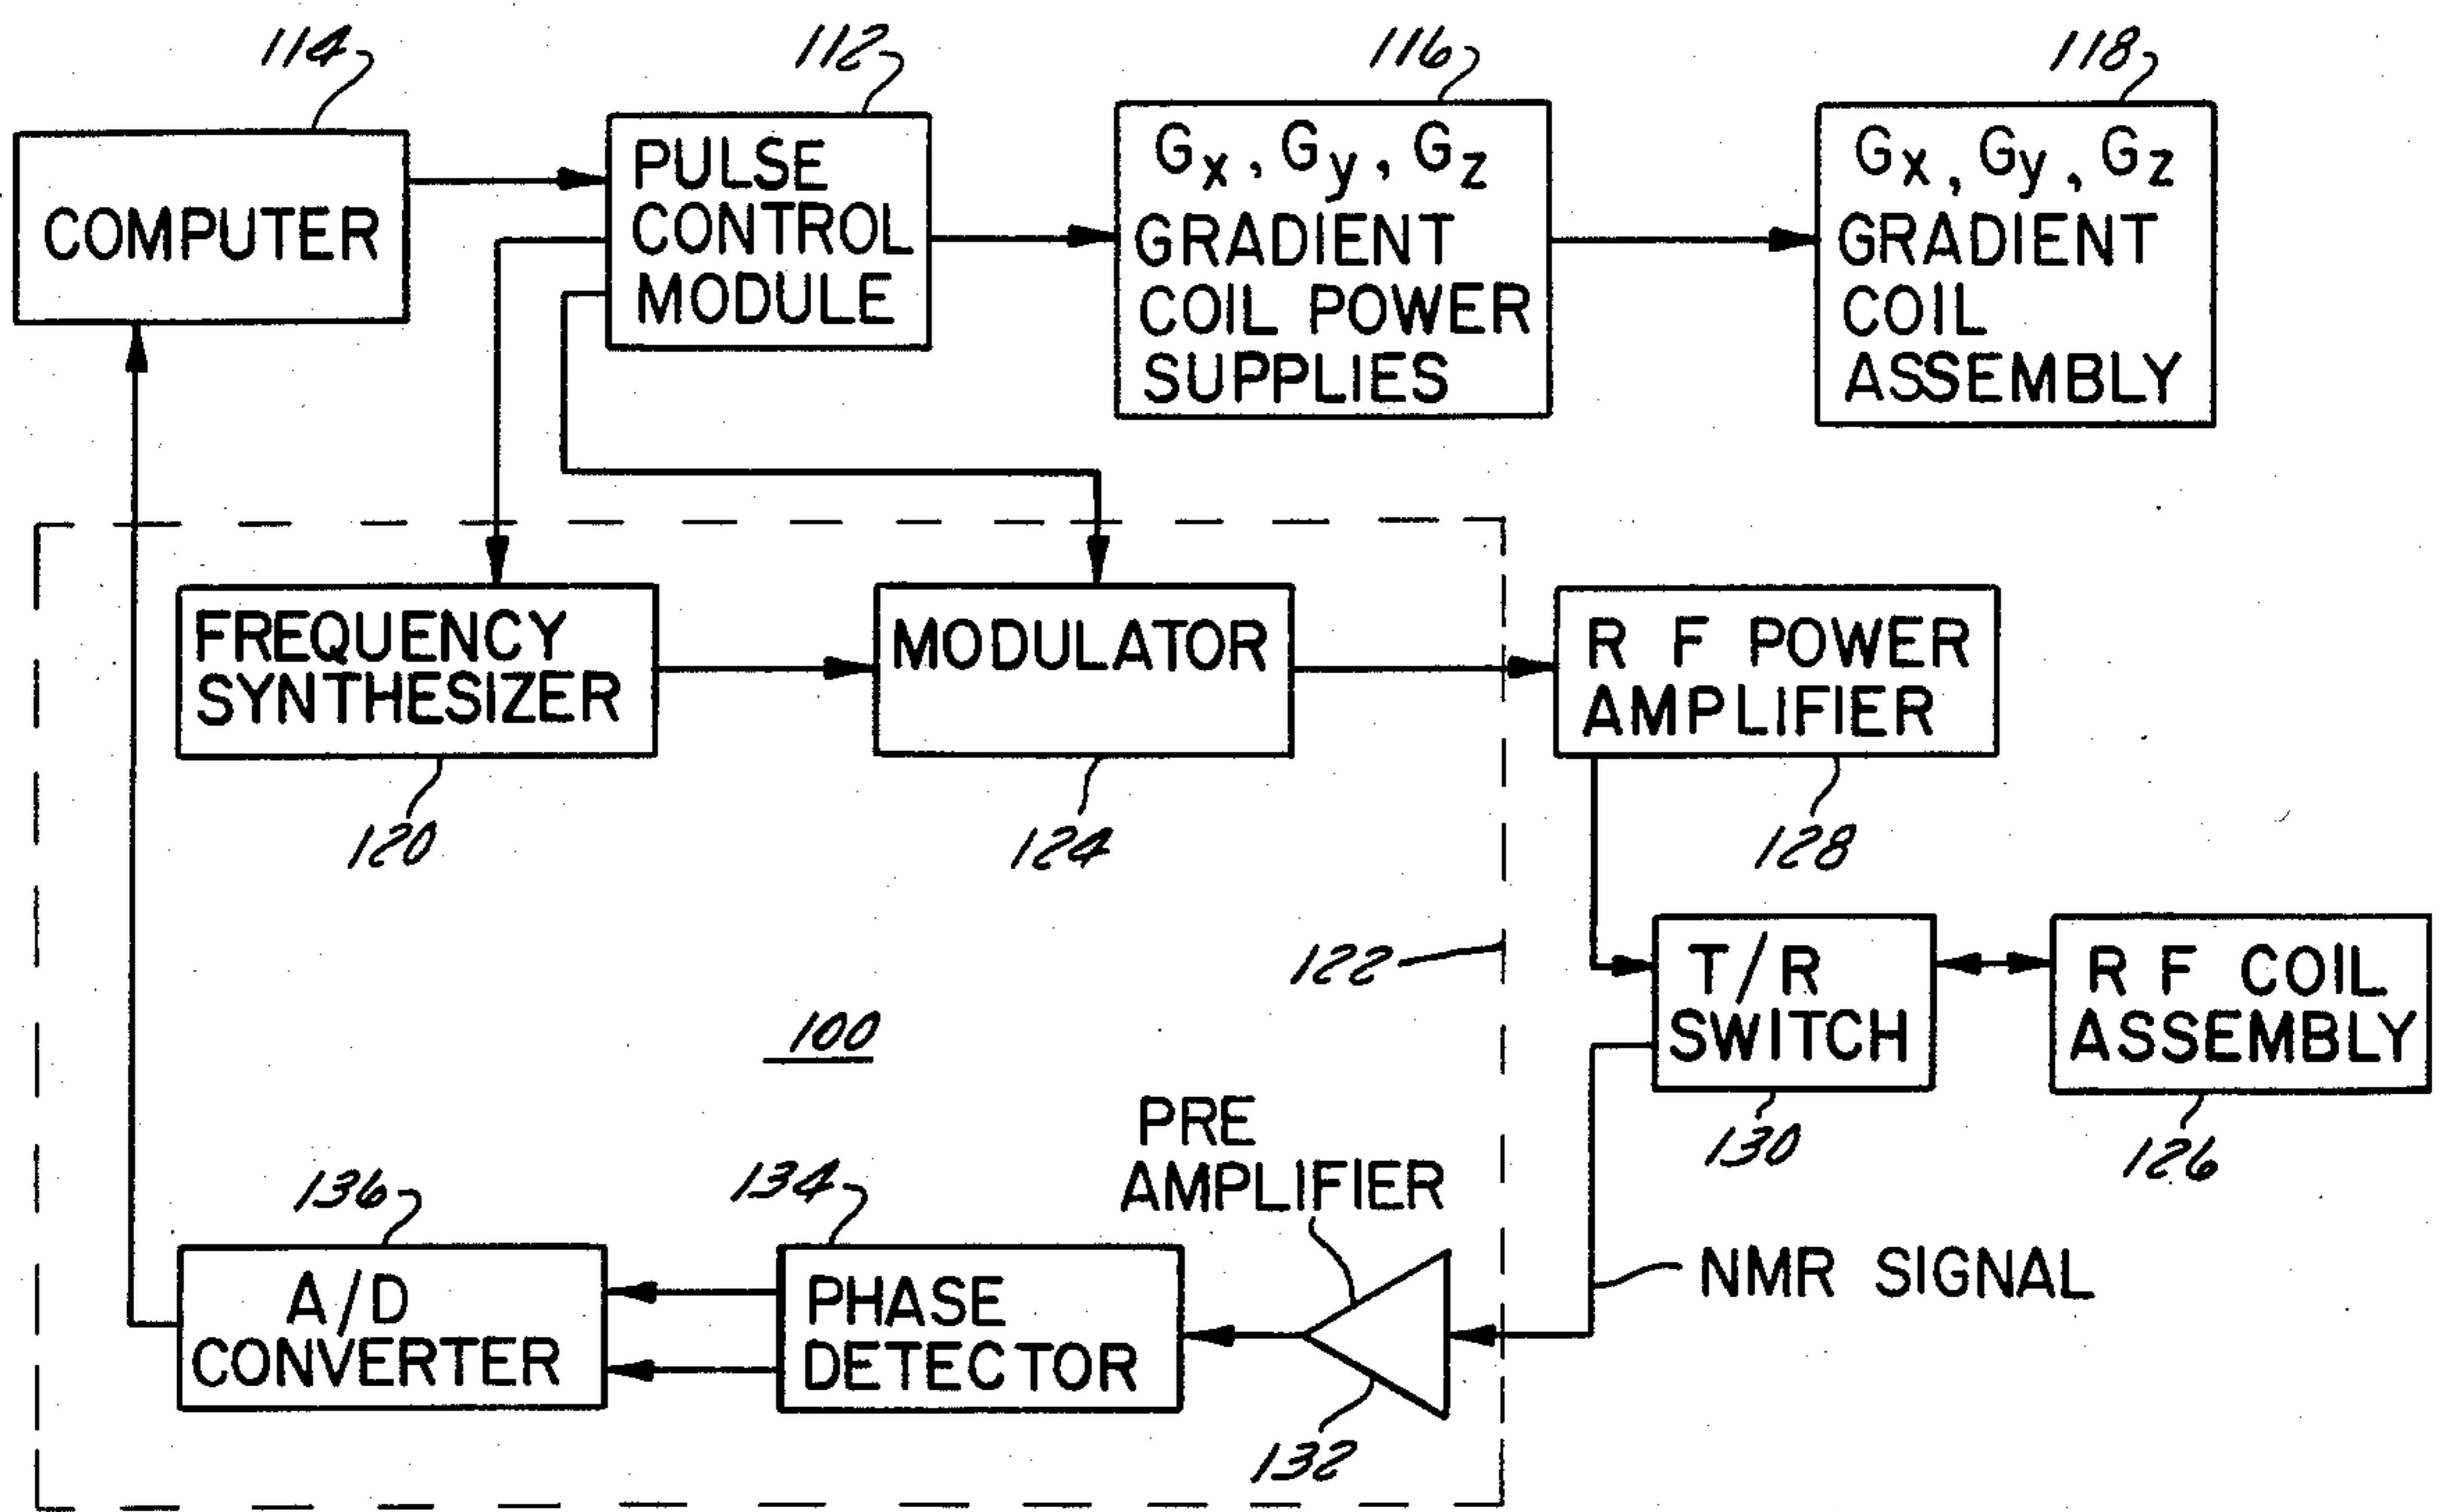 114
112
116
118
COMPUTER
PULSE
CONTROL
MODULE
Gx, Gy, Gz
GRADIENT
COIL POWER
SUPPLIES
Gx, Gy, Gz
GRADIENT
COIL
ASSEMBLY
FREQUENCY
SYNTHESIZER
MODULATOR
R F POWER
AMPLIFIER
120
124
128
122
T/R
SWITCH
R F COIL
ASSEMBLY
130
126
100
PRE
AMPLIFIER
136
134
A/D
CONVERTER
PHASE
DETECTOR
NMR SIGNAL
132